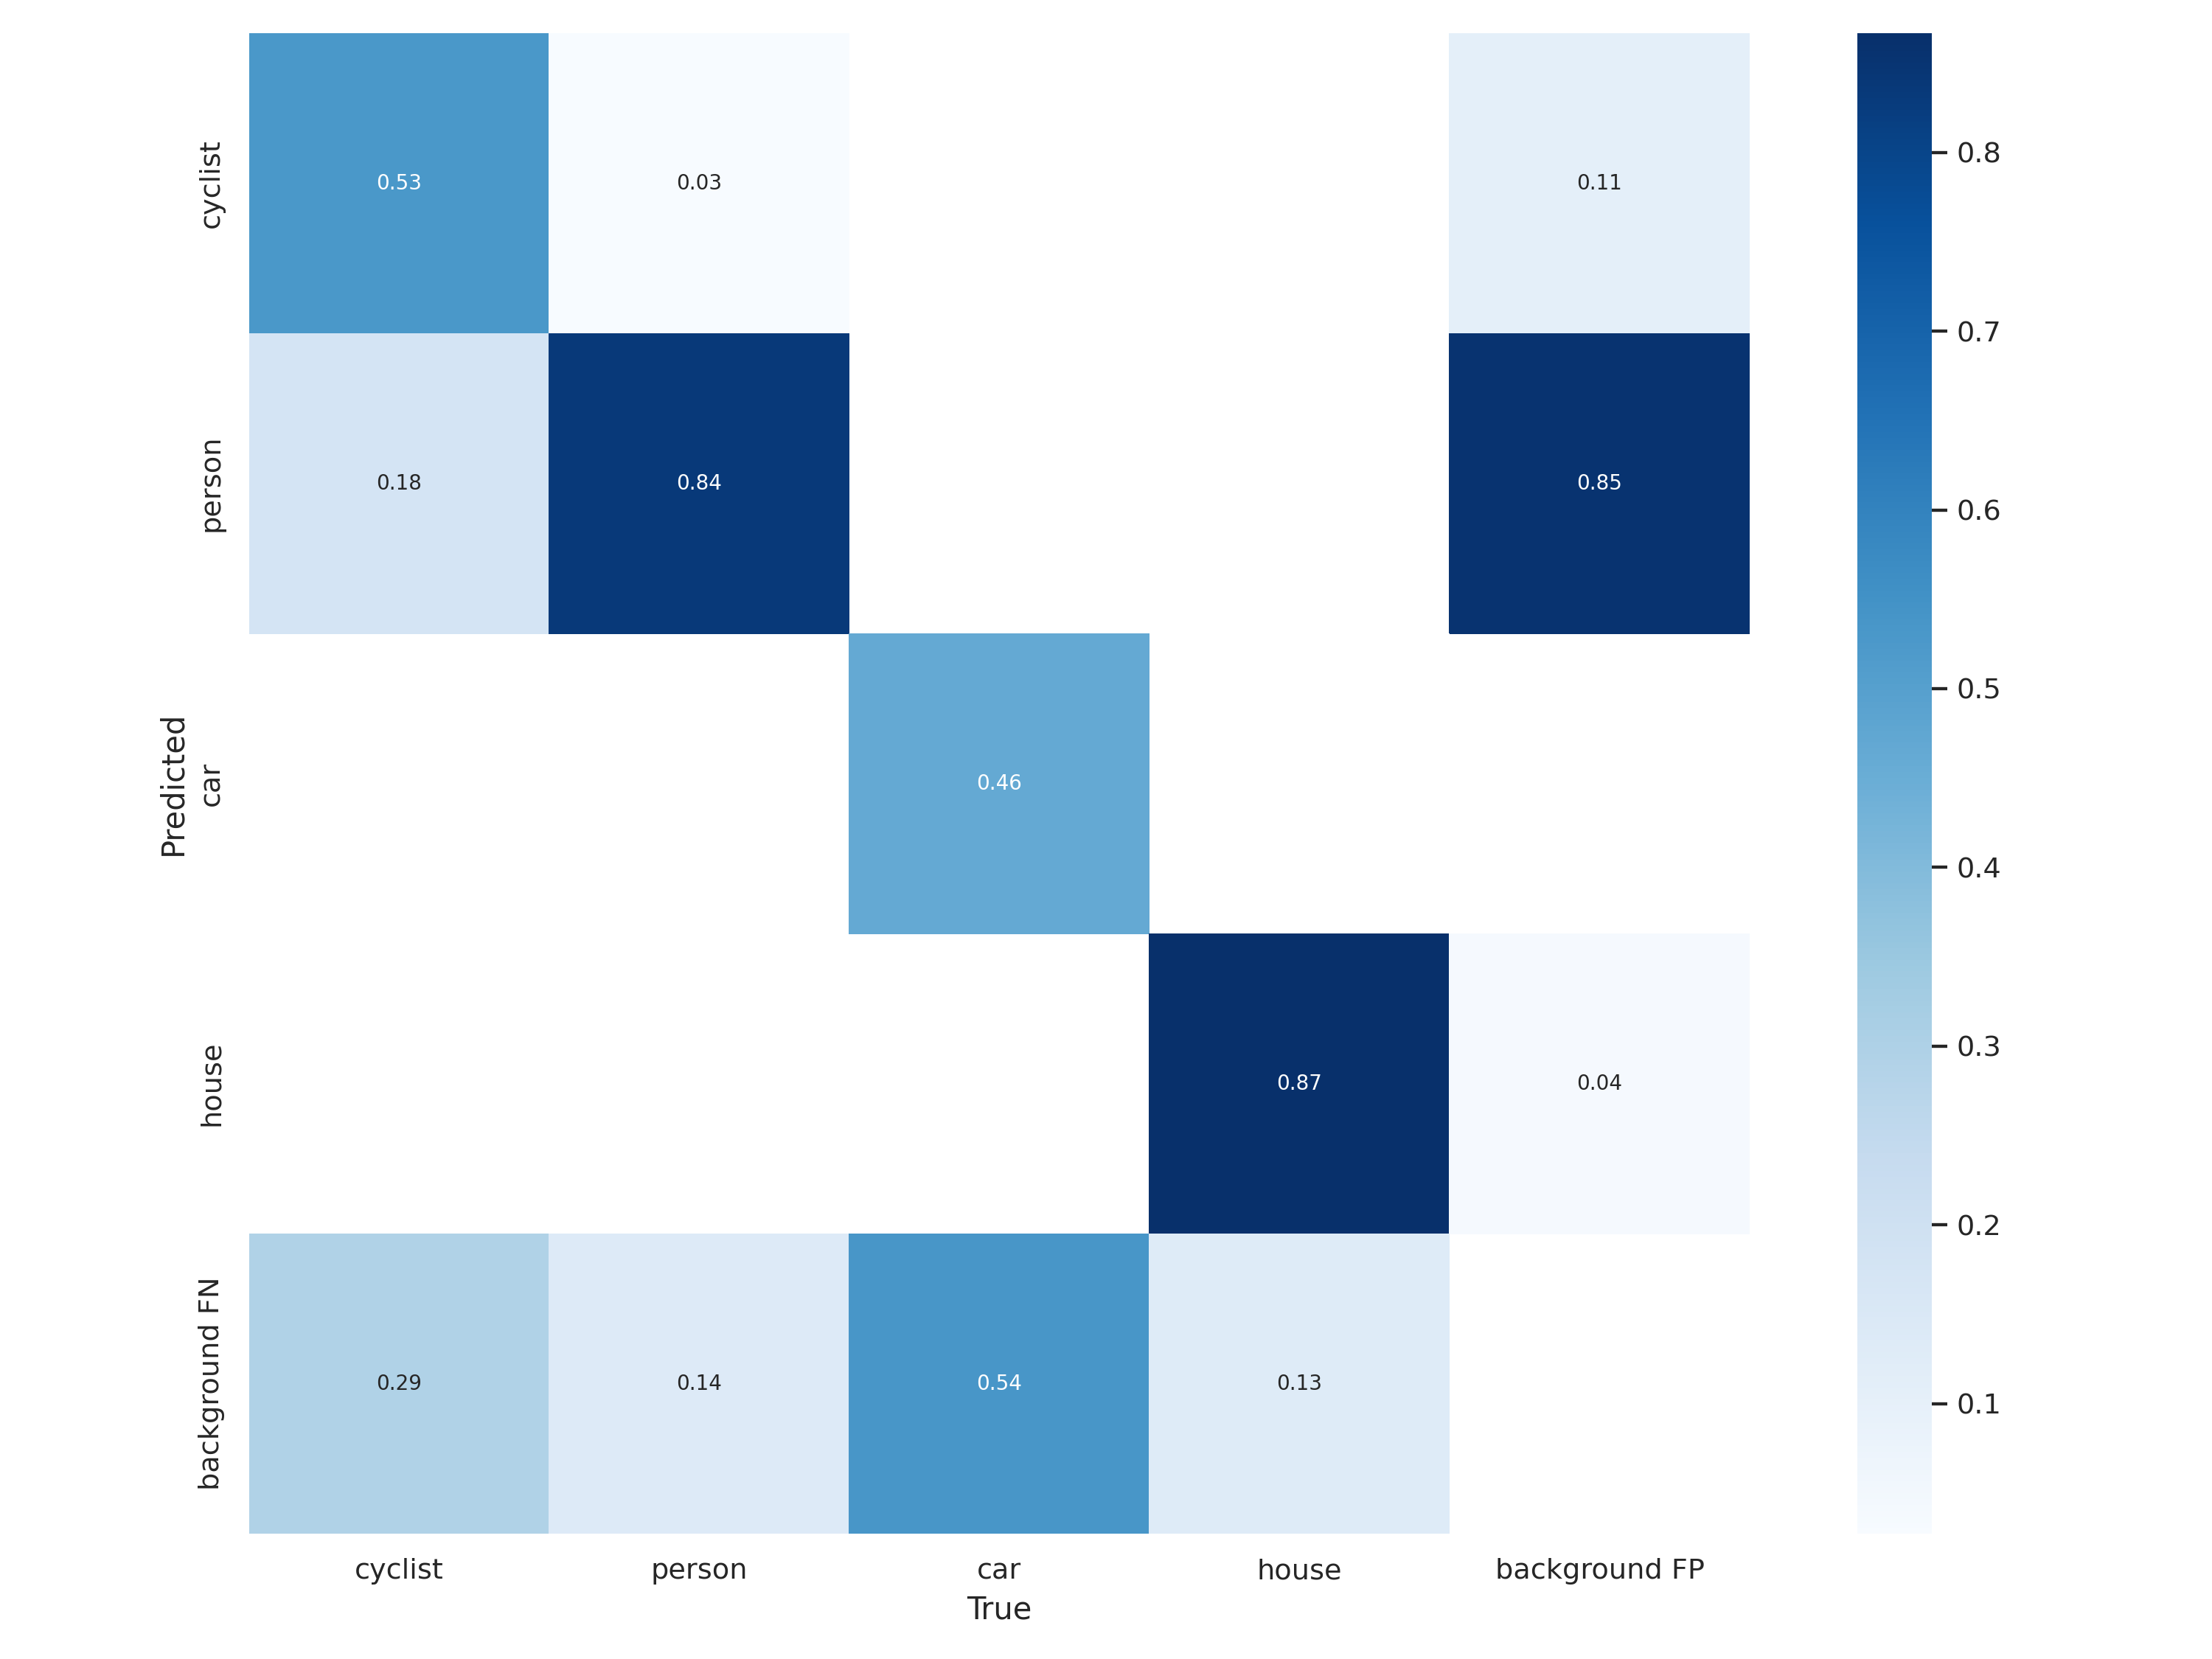 cyclist
0.53
0.03
0.11
0.8
0.7
person
0.18
0.84
0.85
0.6
0.5
Predicted
car
0.46
0.4
house
0.87
0.04
0.3
0.2
background FN
0.29
0.14
0.54
0.13
0.1
cyclist person car house background FP
True